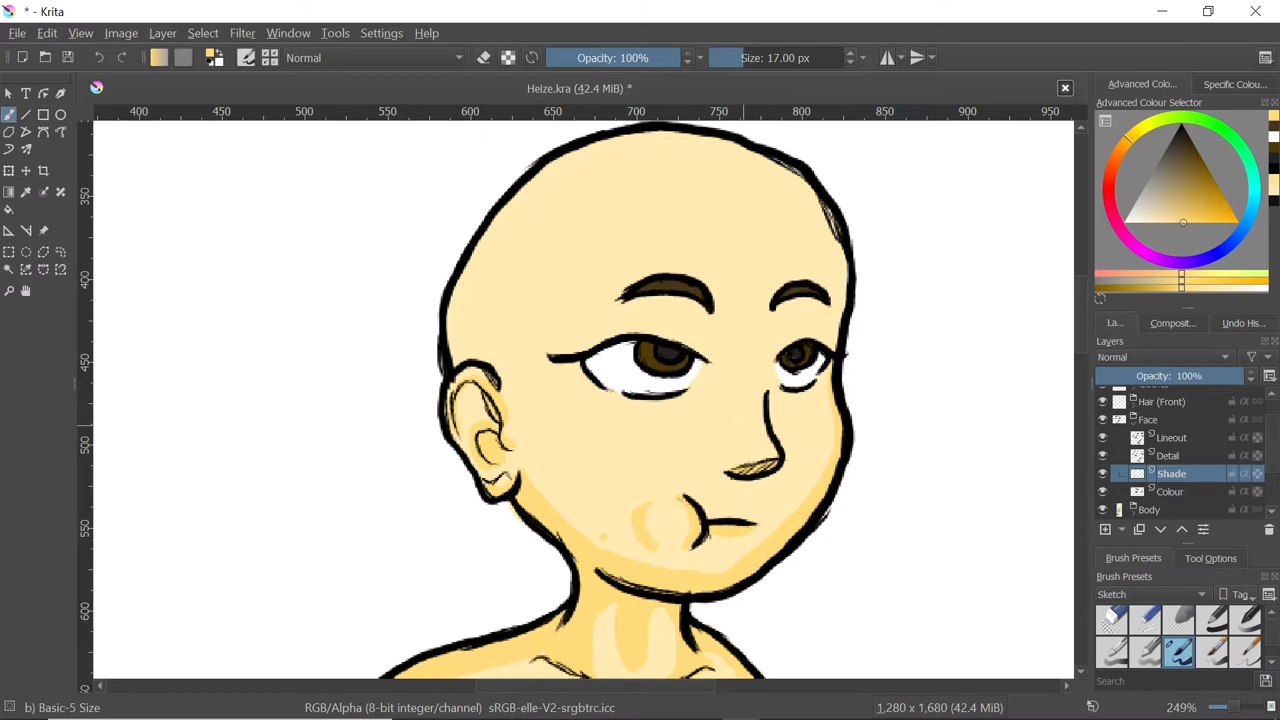 * - Krita
File Edit View Image Layer Select Filter Window Tools Settings Help
Normal Opacity: 100% Size: 17.00 px
Heize.kra (42.4 MiB) *
400 450 500 550 600 650 700 750 800 850 900 950
350
400
450
500
550
600
Advanced Colo... Specific Colou...
Advanced Colour Selector
La... Composit... Undo His...
Layers
Normal
Opacity: 100%
Hair (Front)
Face
Lineout
Detail
Shade
Colour
Body
Brush Presets Tool Options
Brush Presets
Sketch Tag
Search
b) Basic-5 Size RGB/Alpha (8-bit integer/channel) sRGB-elle-V2-srgbtrc.icc 1,280 x 1,680 (42.4 MiB) 249%